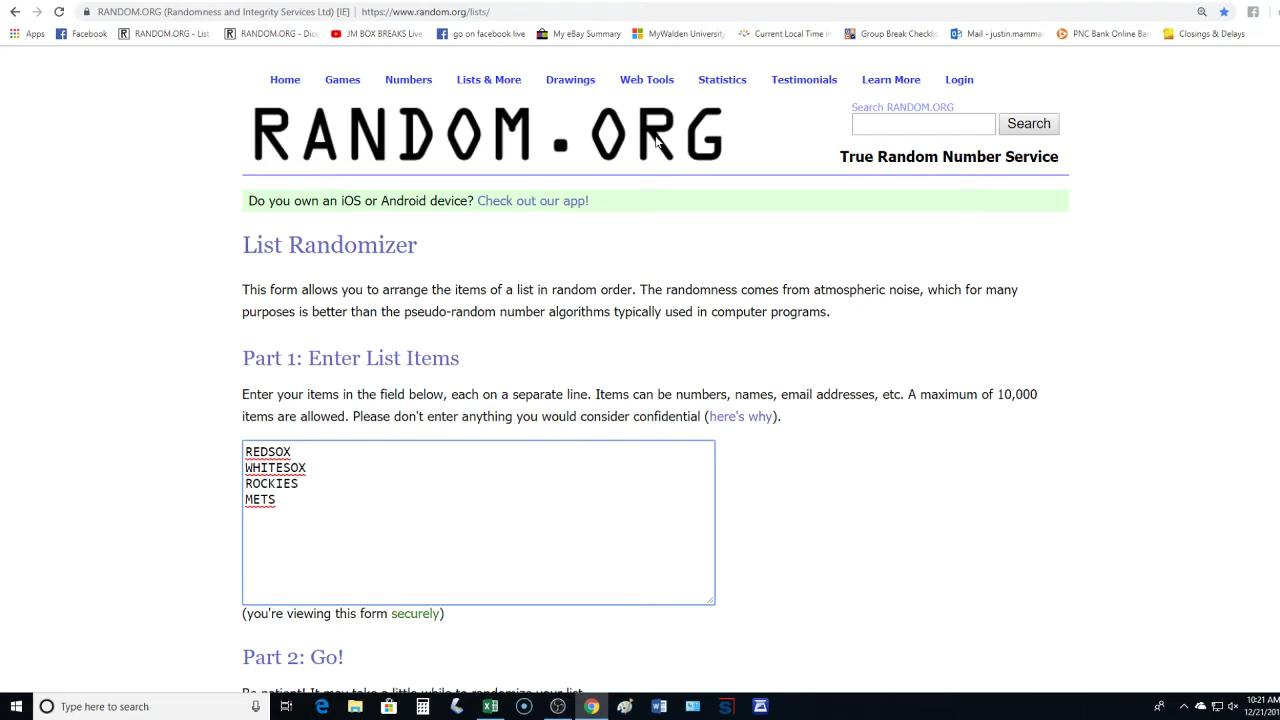 RANDOM.ORG (Randomness and Integrity Services Ltd) [IE] | https://www.random.org/lists/
Apps Facebook RANDOM.ORG - List RANDOM.ORG - Dice JM BOX BREAKS Live go on facebook live My eBay Summary MyWalden University Current Local Time in Group Break Checkli Mail - justin.mamma PNC Bank Online Ban Closings & Delays
Home Games Numbers Lists & More Drawings Web Tools Statistics Testimonials Learn More Login
Search RANDOM.ORG
RANDOM.ORG
Search
True Random Number Service
Do you own an iOS or Android device? Check out our app!
List Randomizer
This form allows you to arrange the items of a list in random order. The randomness comes from atmospheric noise, which for many
purposes is better than the pseudo-random number algorithms typically used in computer programs.
Part 1: Enter List Items
Enter your items in the field below, each on a separate line. Items can be numbers, names, email addresses, etc. A maximum of 10,000
items are allowed. Please don't enter anything you would consider confidential (here's why).
REDSOX
WHITESOX
ROCKIES
METS
(you're viewing this form securely)
Part 2: Go!
Be patient! It may take a little while to randomize your list
Type here to search
10:21 AM
12/21/201